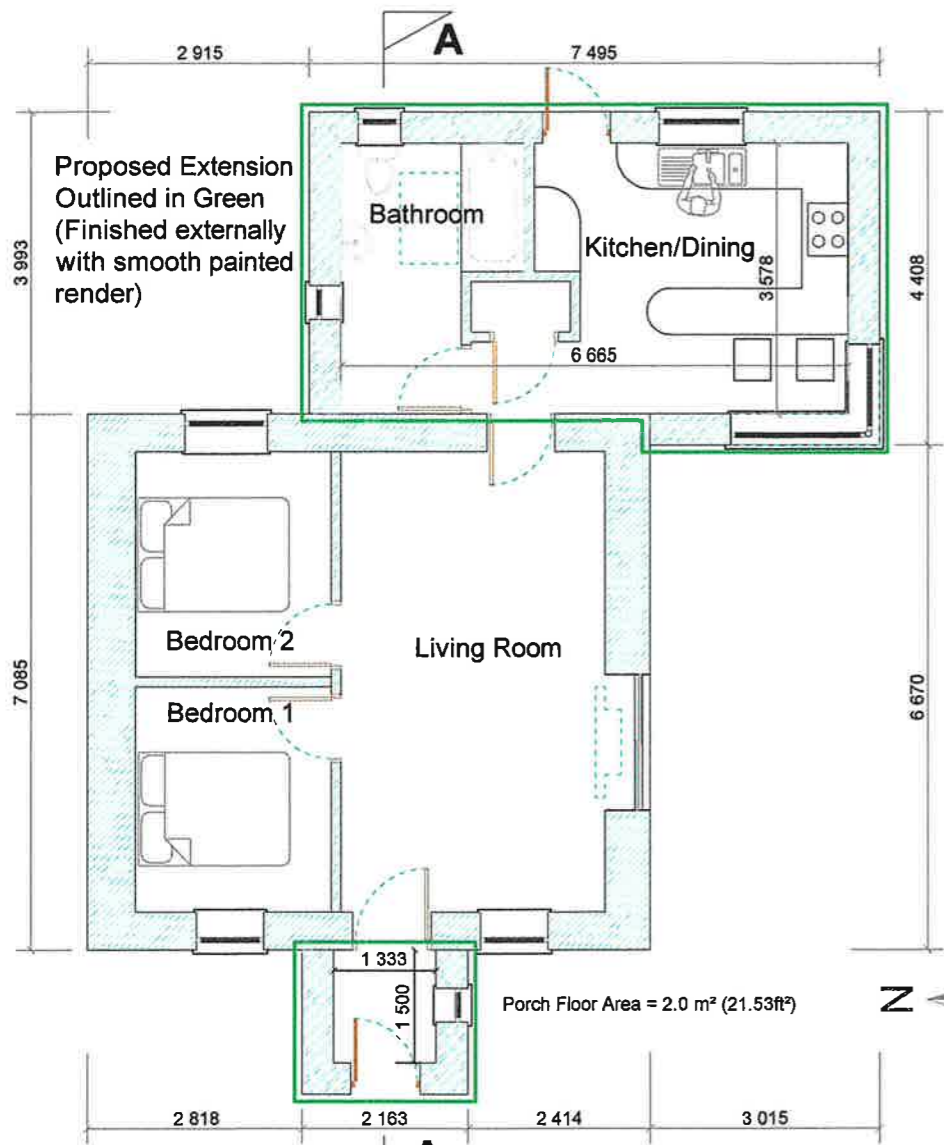 2 915
A
7 495
Proposed Extension
Outlined in Green
(Finished externally
with smooth painted
render)
Bathroom
Kitchen/Dining
3 993
3 578
4 408
6 665
Bedroom 2
Living Room
Bedroom 1
7 085
6 670
1 333
1 500
Porch Floor Area = 2.0 m² (21.53ft²)
N
2 818
2 163
2 414
3 015
A